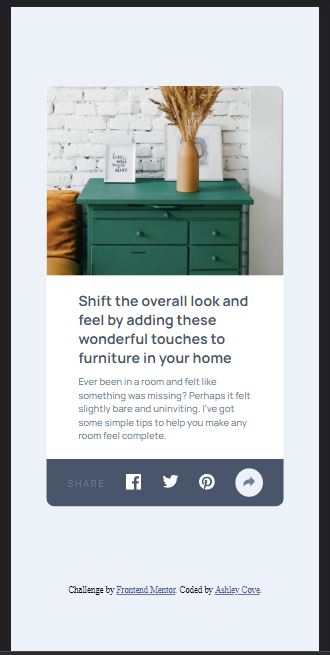 Shift the overall look and
feel by adding these
wonderful touches to
furniture in your home
Ever been in a room and felt like
something was missing? Perhaps it felt
slightly bare and uninviting. I've got
some simple tips to help you make any
room feel complete.
SHARE
Challenge by Frontend Mentor. Coded by Ashley Cove.